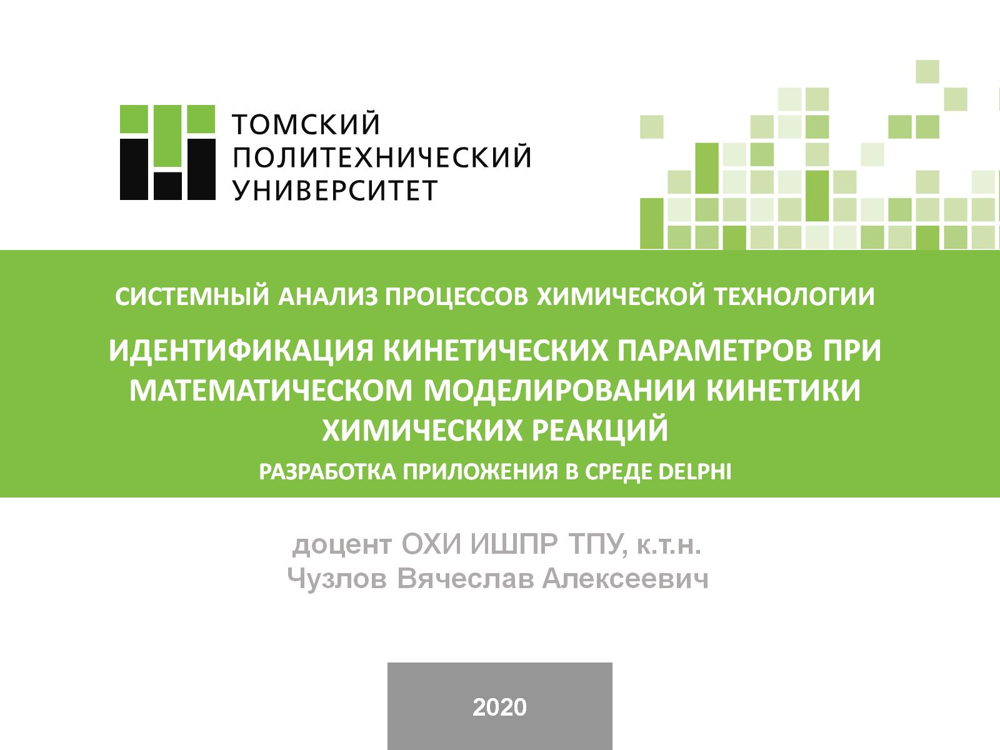 ТОМСКИЙ
ПОЛИТЕХНИЧЕСКИЙ
УНИВЕРСИТЕТ
СИСТЕМНЫЙ АНАЛИЗ ПРОЦЕССОВ ХИМИЧЕСКОЙ ТЕХНОЛОГИИ
ИДЕНТИФИКАЦИЯ КИНЕТИЧЕСКИХ ПАРАМЕТРОВ ПРИ
МАТЕМАТИЧЕСКОМ МОДЕЛИРОВАНИИ КИНЕТИКИ
ХИМИЧЕСКИХ РЕАКЦИЙ
РАЗРАБОТКА ПРИЛОЖЕНИЯ В СРЕДЕ DELPHI
доцент ОХИ ИШПР ТПУ, к.т.н.
Чузлов Вячеслав Алексеевич
2020